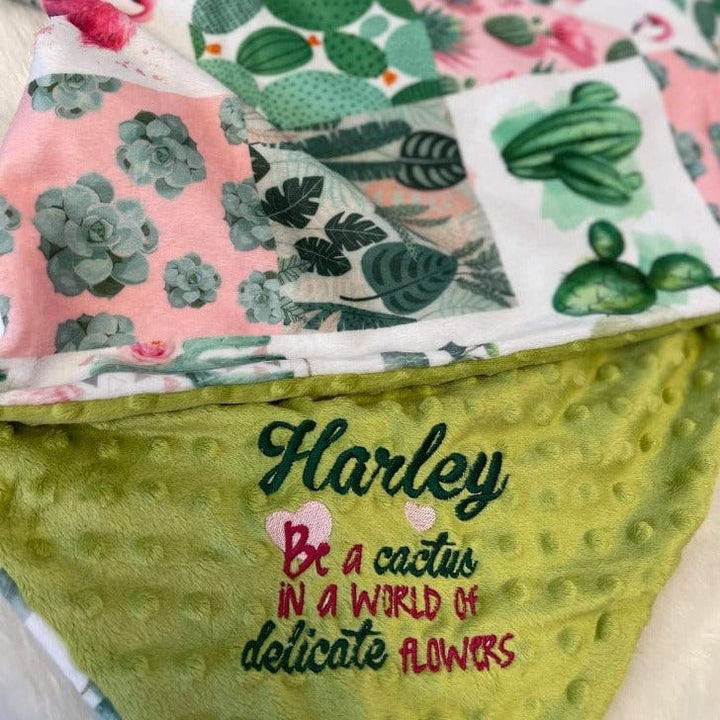 Harley
Be a cactus
iN a WORLD OF
delicate FLOWERS